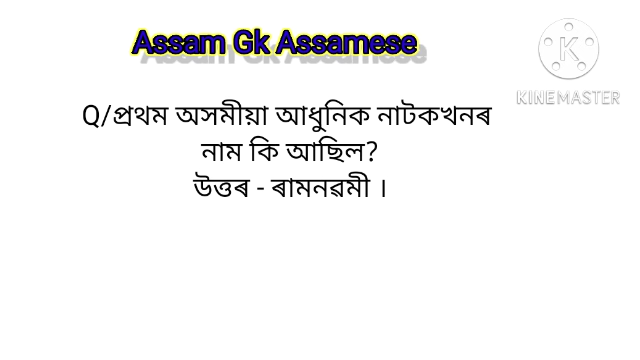 Assam Gk Assamese
KINEMASTER
Q/প্ৰথম অসমীয়া আধুনিক নাটকখনৰ
নাম কি আছিল?
উত্তৰ - ৰামনৱমী ।